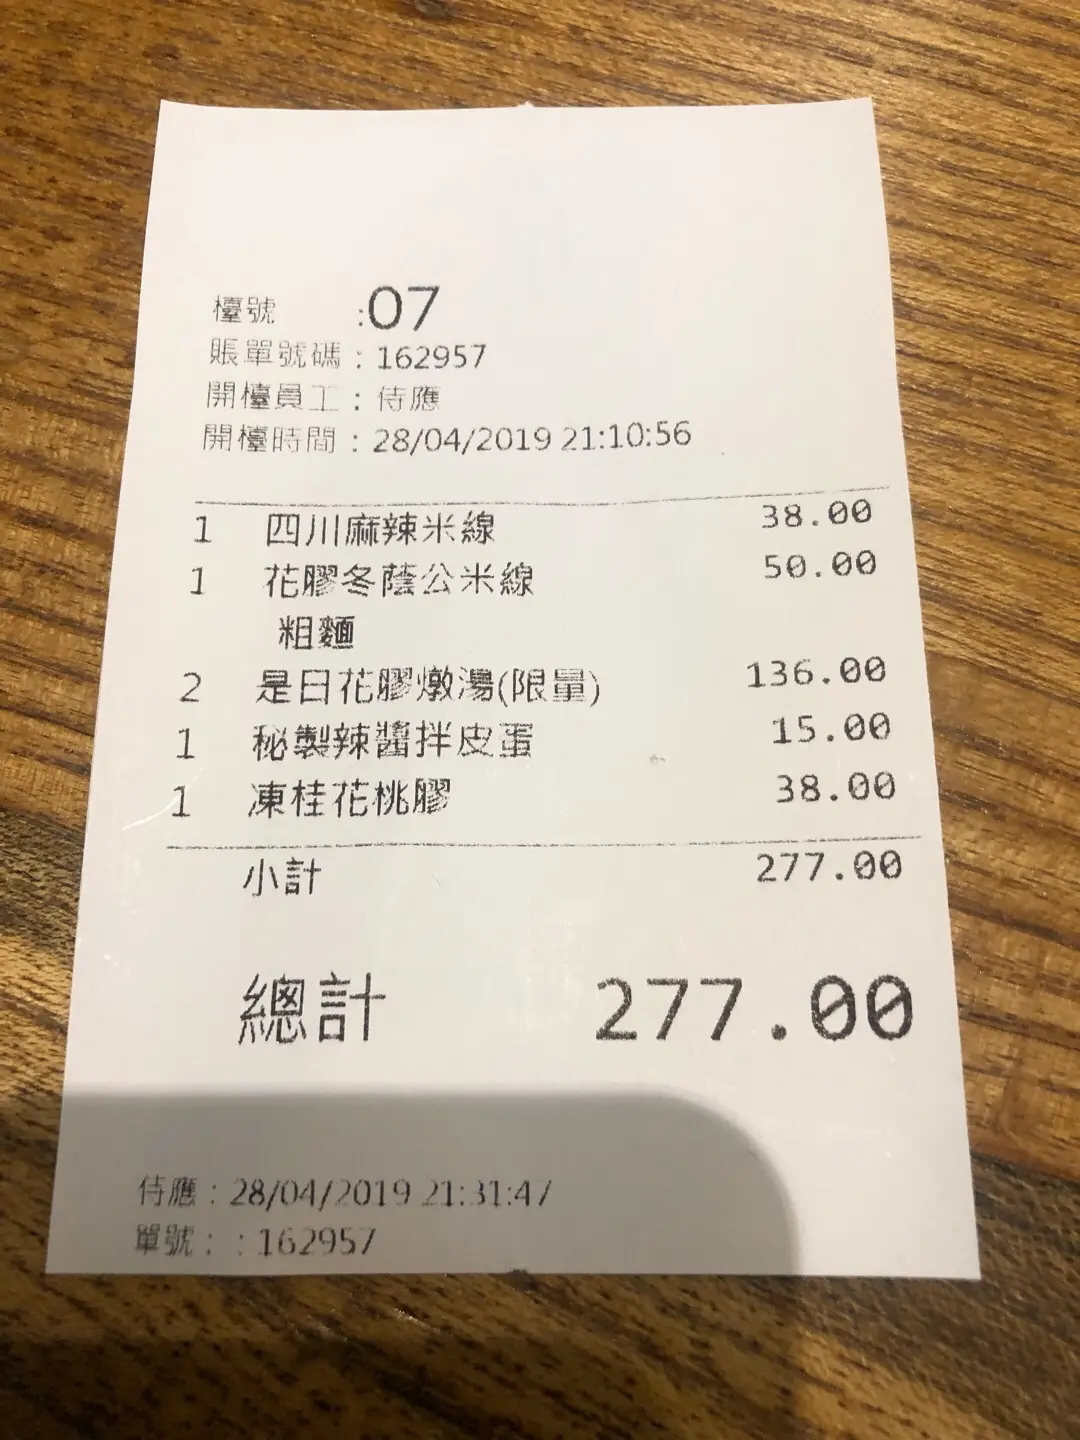 檯號 :07
賬單號碼：162957
開檯員工：侍應
開檯時間：28/04/2019 21:10:56
1 四川麻辣米線 38.00
1 花膠冬蔭公米線 50.00
粗麵
2 是日花膠燉湯(限量) 136.00
1 秘製辣醬拌皮蛋 15.00
1 凍桂花桃膠 38.00
小計 277.00
總計 277.00
侍應：28/04/2019 21:31:47
單號：：162957